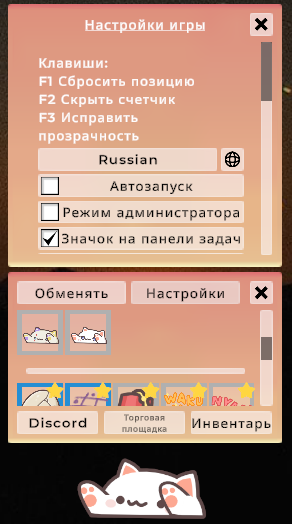 Настройки игры
Клавиши:
F1 Сбросить позицию
F2 Скрыть счетчик
F3 Исправить
прозрачность
Russian
Автозапуск
Режим администратора
Значок на панели задач
Обменять
Настройки
Discord
Торговая
площадка
Инвентарь